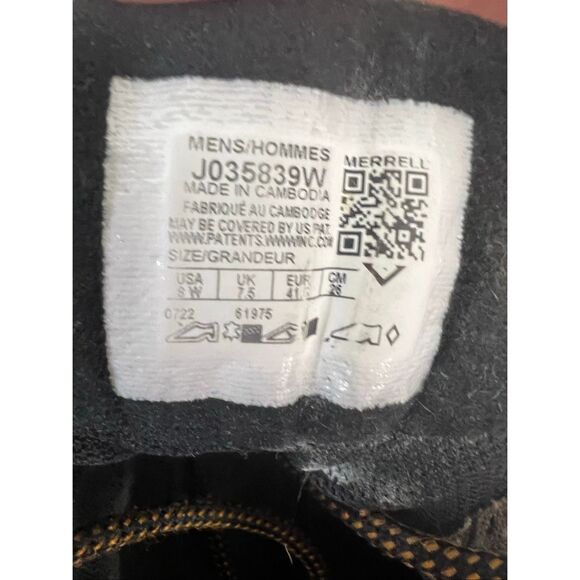 MENS/HOMMES
MERRELL
J035839W
MADE IN CAMBODIA
FABRIQUÉ AU CAMBODGE
MAY BE COVERED BY US PAT.
WWW.PATENTS.WWWINC.COM
SIZE/GRANDEUR
USA UK EUR CM
8 W 7.5 41. 26
0722 61975